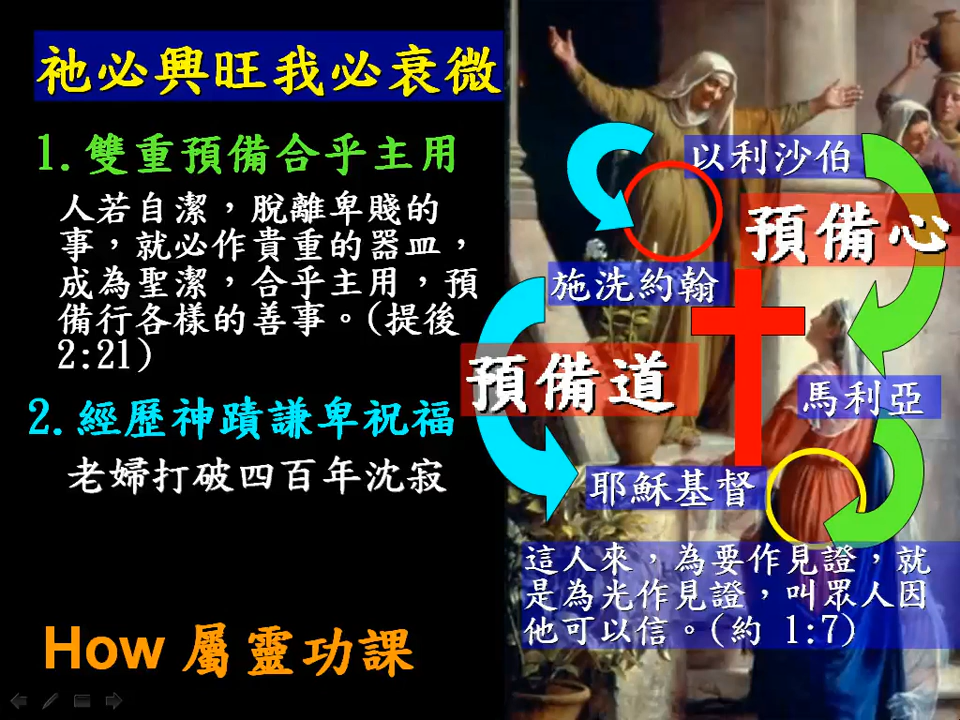 祂必興旺我必衰微
1.雙重預備合乎主用
人若自潔，脫離卑賤的
事，就必作貴重的器皿，
成為聖潔，合乎主用，預
備行各樣的善事。(提後
2:21)
2.經歷神蹟謙卑祝福
老婦打破四百年沈寂
How 屬靈功課
以利沙伯
預備心
施洗約翰
預備道
馬利亞
耶穌基督
這人來，為要作見證，就
是為光作見證，叫眾人因
他可以信。(約 1:7)